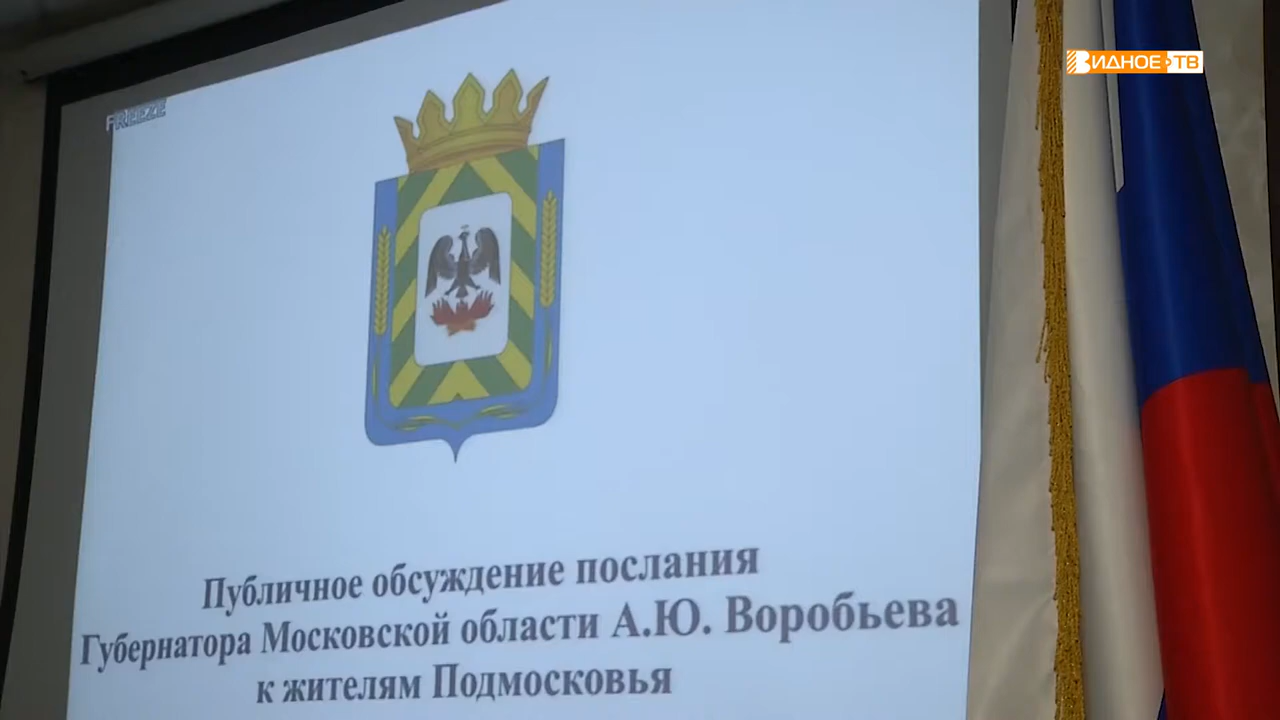 FREEZE
ВИДНОЕ ТВ
Публичное обсуждение послания
Губернатора Московской области А.Ю. Воробьева
к жителям Подмосковья